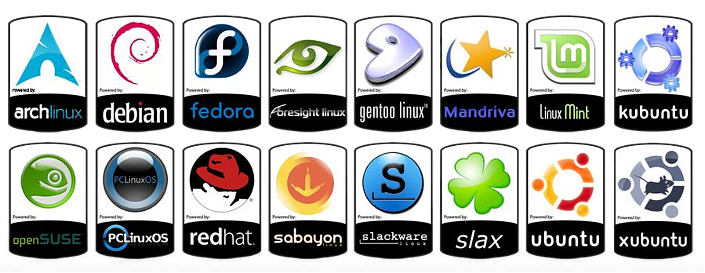 Powered by: Powered by: Powered by: Powered by: Powered by: Powered by: Powered by: Powered by:
archlinux debian fedora foresight linux gentoo linux™ Mandriva Linux Mint kubuntu
PCLinuxOS
S
Powered by: Powered by: Powered by: Powered by: Powered by: Powered by: Powered by: Powered by:
openSUSE PCLinuxOS redhat. sabayon linux slackware linux slax ubuntu xubuntu